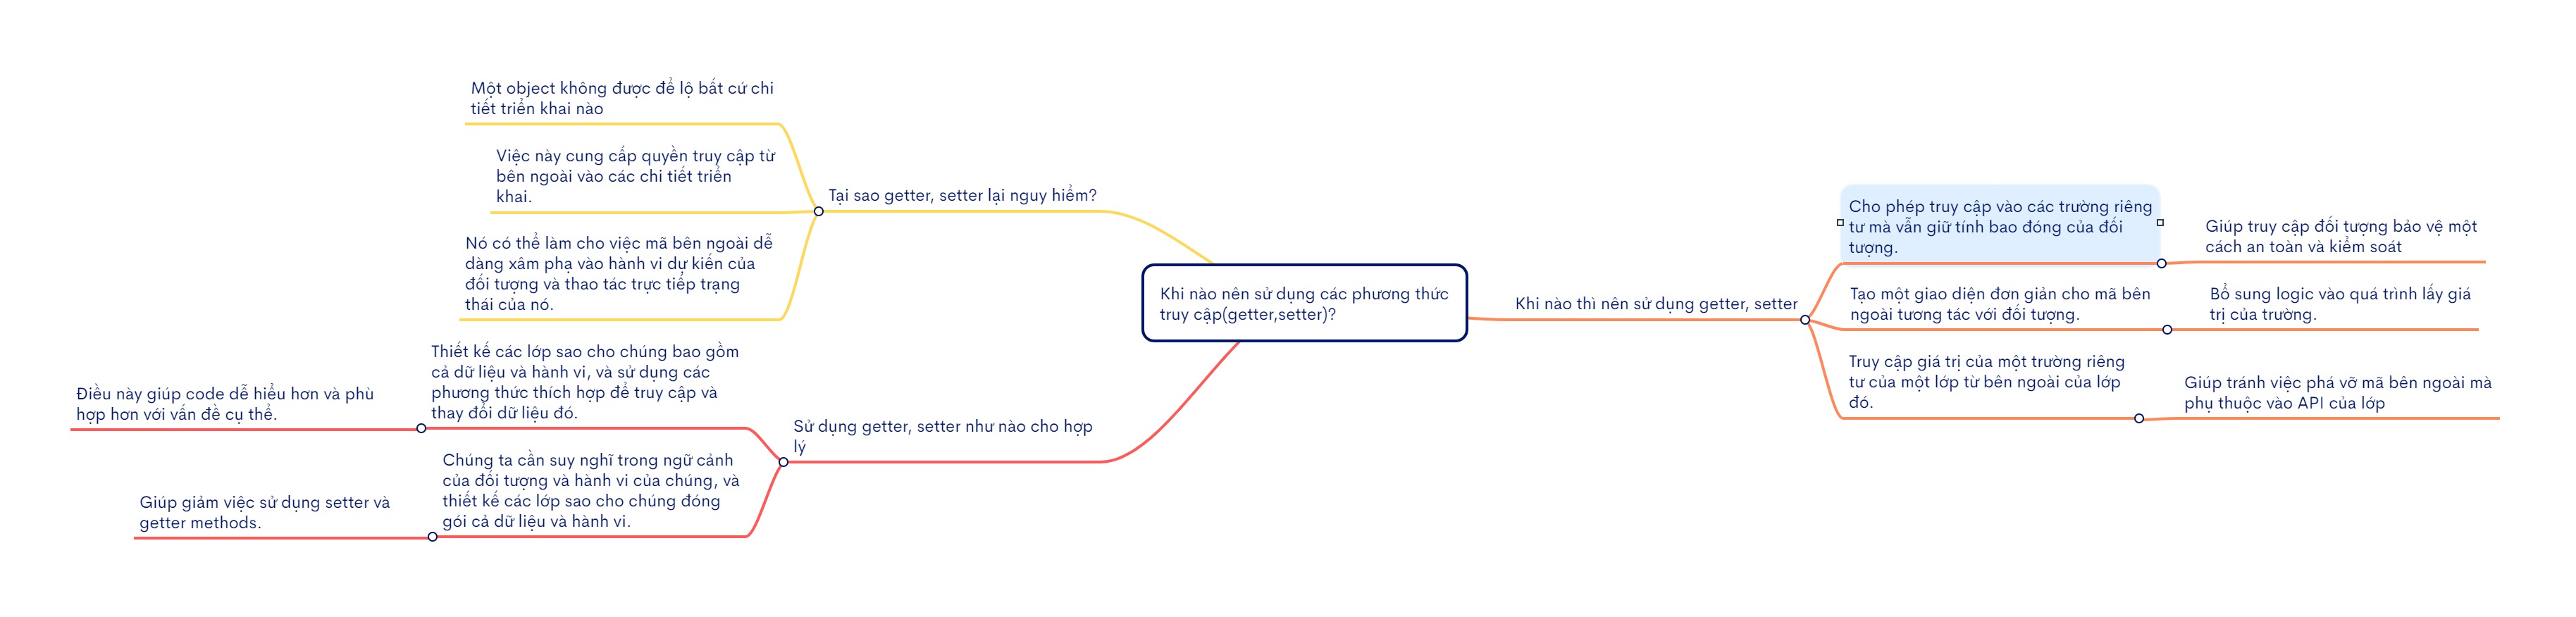 Một object không được để lộ bất cứ chi
tiết triển khai nào
Việc này cung cấp quyền truy cập từ
bên ngoài vào các chi tiết triển
khai.
Nó có thể làm cho việc mã bên ngoài dễ
dàng xâm phạ vào hành vi dự kiến của
đối tượng và thao tác trực tiếp trạng
thái của nó.
Tại sao getter, setter lại nguy hiểm?
Điều này giúp code dễ hiểu hơn và phù
hợp hơn với vấn đề cụ thể.
Thiết kế các lớp sao cho chúng bao gồm
cả dữ liệu và hành vi, và sử dụng các
phương thức thích hợp để truy cập và
thay đổi dữ liệu đó.
Giúp giảm việc sử dụng setter và
getter methods.
Chúng ta cần suy nghĩ trong ngữ cảnh
của đối tượng và hành vi của chúng, và
thiết kế các lớp sao cho chúng đóng
gói cả dữ liệu và hành vi.
Sử dụng getter, setter như nào cho hợp
lý
Khi nào nên sử dụng các phương thức
truy cập(getter,setter)?
Khi nào thì nên sử dụng getter, setter
Cho phép truy cập vào các trường riêng
tư mà vẫn giữ tính bao đóng của đối
tượng.
Giúp truy cập đối tượng bảo vệ một
cách an toàn và kiểm soát
Tạo một giao diện đơn giản cho mã bên
ngoài tương tác với đối tượng.
Bổ sung logic vào quá trình lấy giá
trị của trường.
Truy cập giá trị của một trường riêng
tư của một lớp từ bên ngoài của lớp
đó.
Giúp tránh việc phá vỡ mã bên ngoài mà
phụ thuộc vào API của lớp